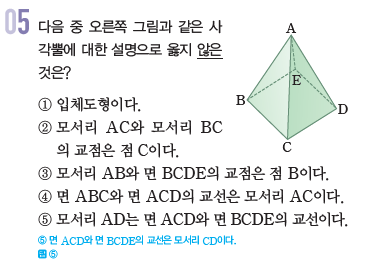 05 다음 중 오른쪽 그림과 같은 사
각뿔에 대한 설명으로 옳지 않은
것은?
A
B
E
D
C
① 입체도형이다.
② 모서리 AC와 모서리 BC
의 교점은 점 C이다.
③ 모서리 AB와 면 BCDE의 교점은 점 B이다.
④ 면 ABC와 면 ACD의 교선은 모서리 AC이다.
⑤ 모서리 AD는 면 ACD와 면 BCDE의 교선이다.
⑤ 면 ACD와 면 BCDE의 교선은 모서리 CD이다.
답 ⑤